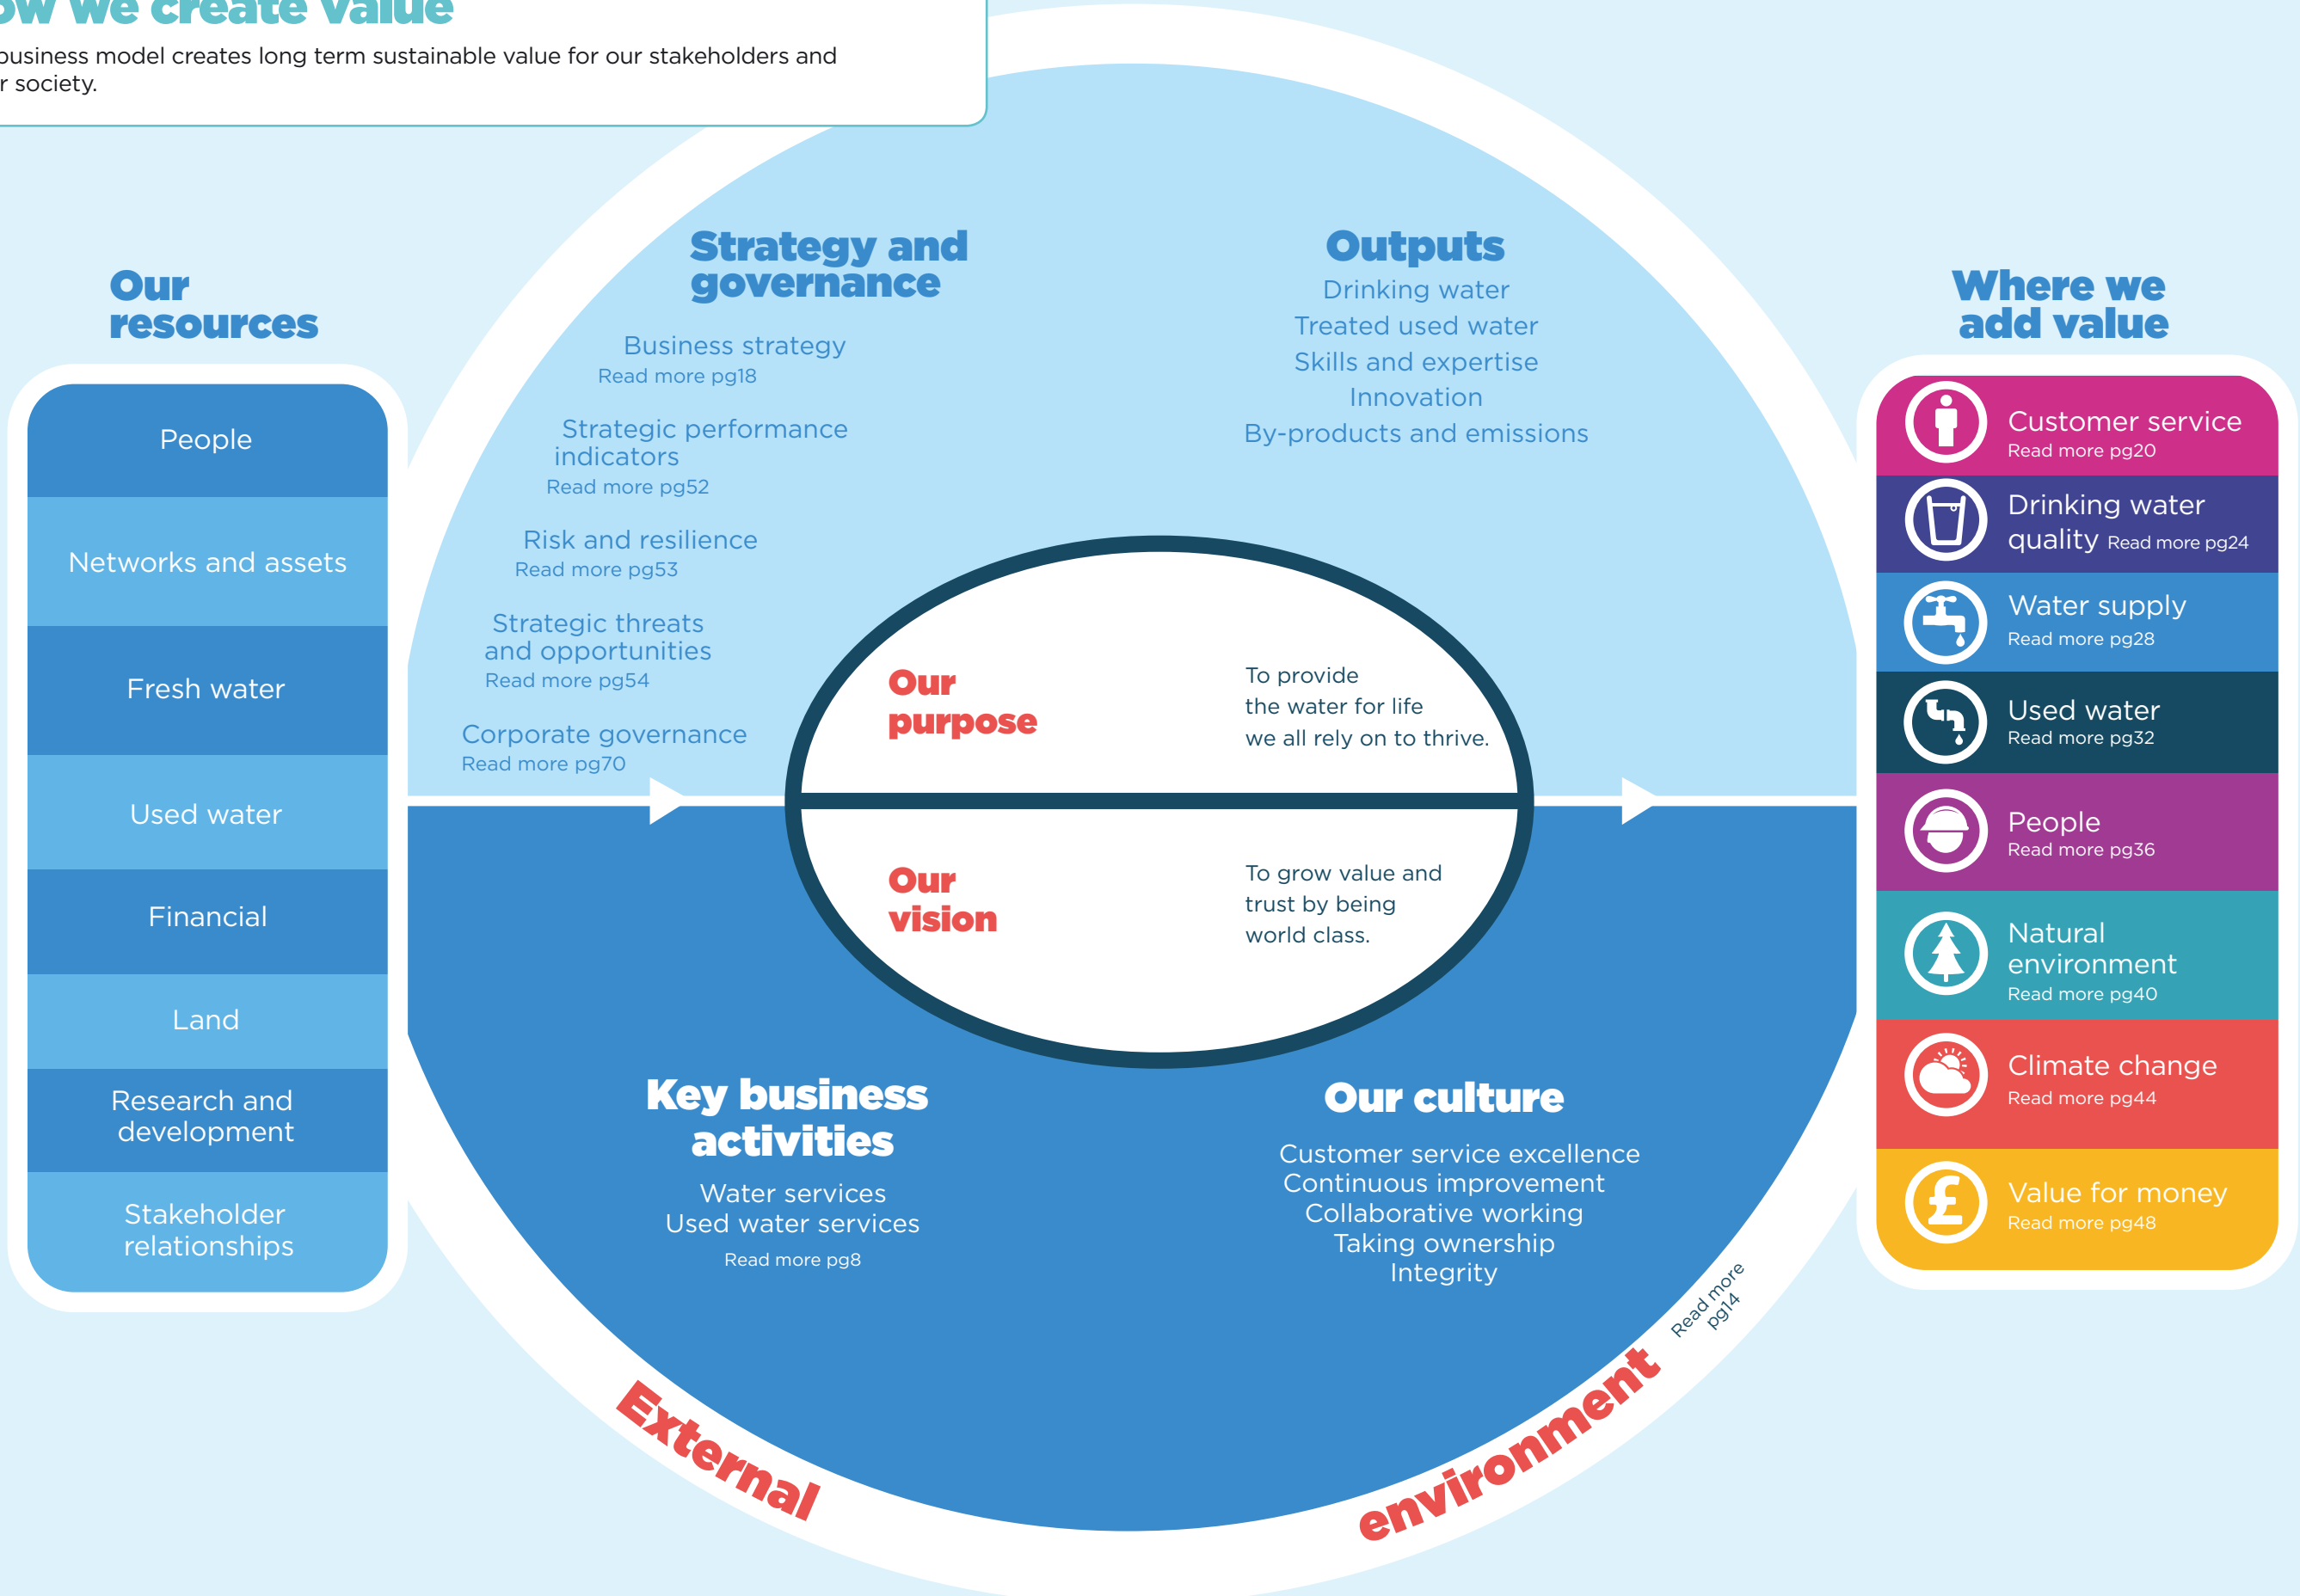 we create value
business model creates long term sustainable value for our stakeholders and
society.
Our
resources
People
Networks and assets
Fresh water
Used water
Financial
Land
Research and
development
Stakeholder
relationships
Strategy and
governance
Business strategy
Read more pg18
Strategic performance
indicators
Read more pg52
Risk and resilience
Read more pg53
Strategic threats
and opportunities
Read more pg54
Corporate governance
Read more pg70
Outputs
Drinking water
Treated used water
Skills and expertise
Innovation
By-products and emissions
Our
purpose
To provide
the water for life
we all rely on to thrive.
Our
vision
To grow value and
trust by being
world class.
Key business
activities
Water services
Used water services
Read more pg8
Our culture
Customer service excellence
Continuous improvement
Collaborative working
Taking ownership
Integrity
External environment
Read more
pg14
Where we
add value
Customer service
Read more pg20
Drinking water
quality Read more pg24
Water supply
Read more pg28
Used water
Read more pg32
People
Read more pg36
Natural
environment
Read more pg40
Climate change
Read more pg44
£
Value for money
Read more pg48